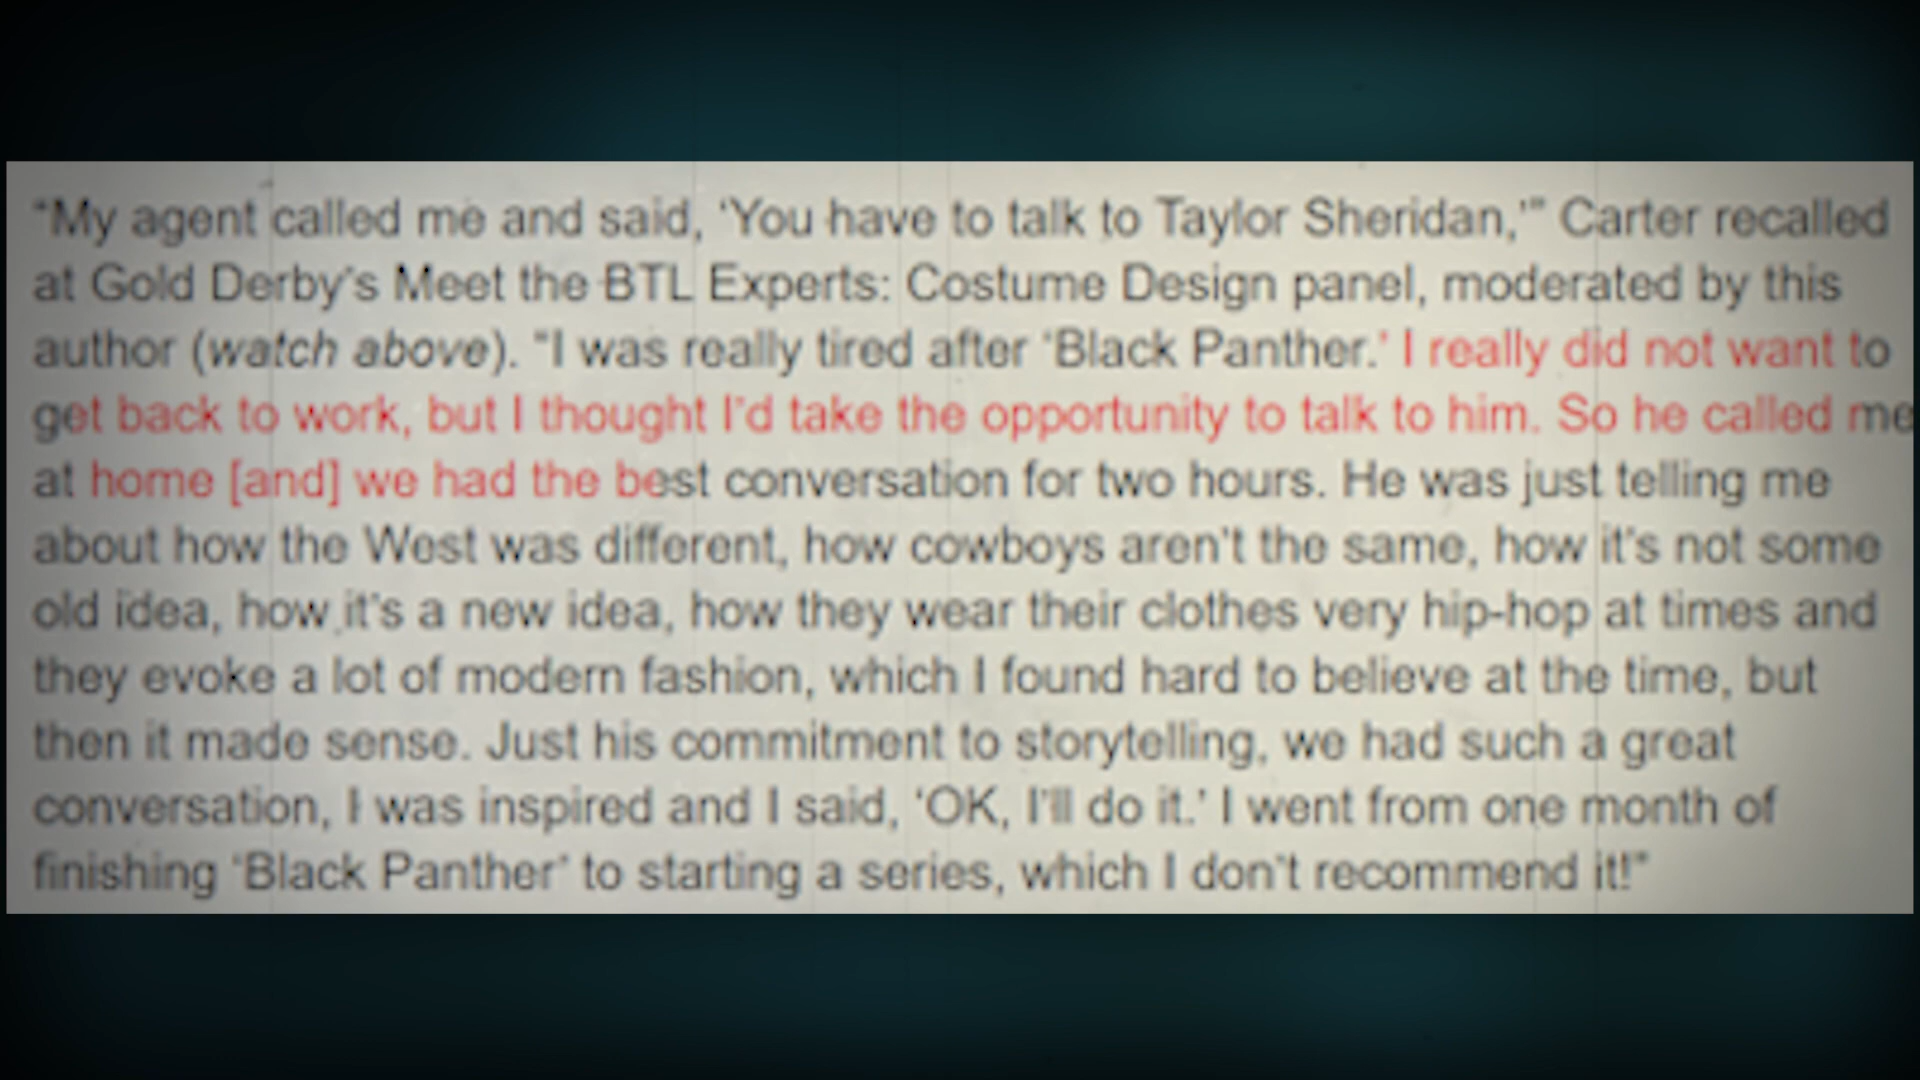 “My agent called me and said, ‘You have to talk to Taylor Sheridan,’” Carter recalled
at Gold Derby’s Meet the BTL Experts: Costume Design panel, moderated by this
author (watch above). “I was really tired after ‘Black Panther.’ I really did not want to
get back to work, but I thought I’d take the opportunity to talk to him. So he called me
at home [and] we had the best conversation for two hours. He was just telling me
about how the West was different, how cowboys aren’t the same, how it’s not some
old idea, how it’s a new idea, how they wear their clothes very hip-hop at times and
they evoke a lot of modern fashion, which I found hard to believe at the time, but
then it made sense. Just his commitment to storytelling, we had such a great
conversation, I was inspired and I said, ‘OK, I’ll do it.’ I went from one month of
finishing ‘Black Panther’ to starting a series, which I don’t recommend it!”